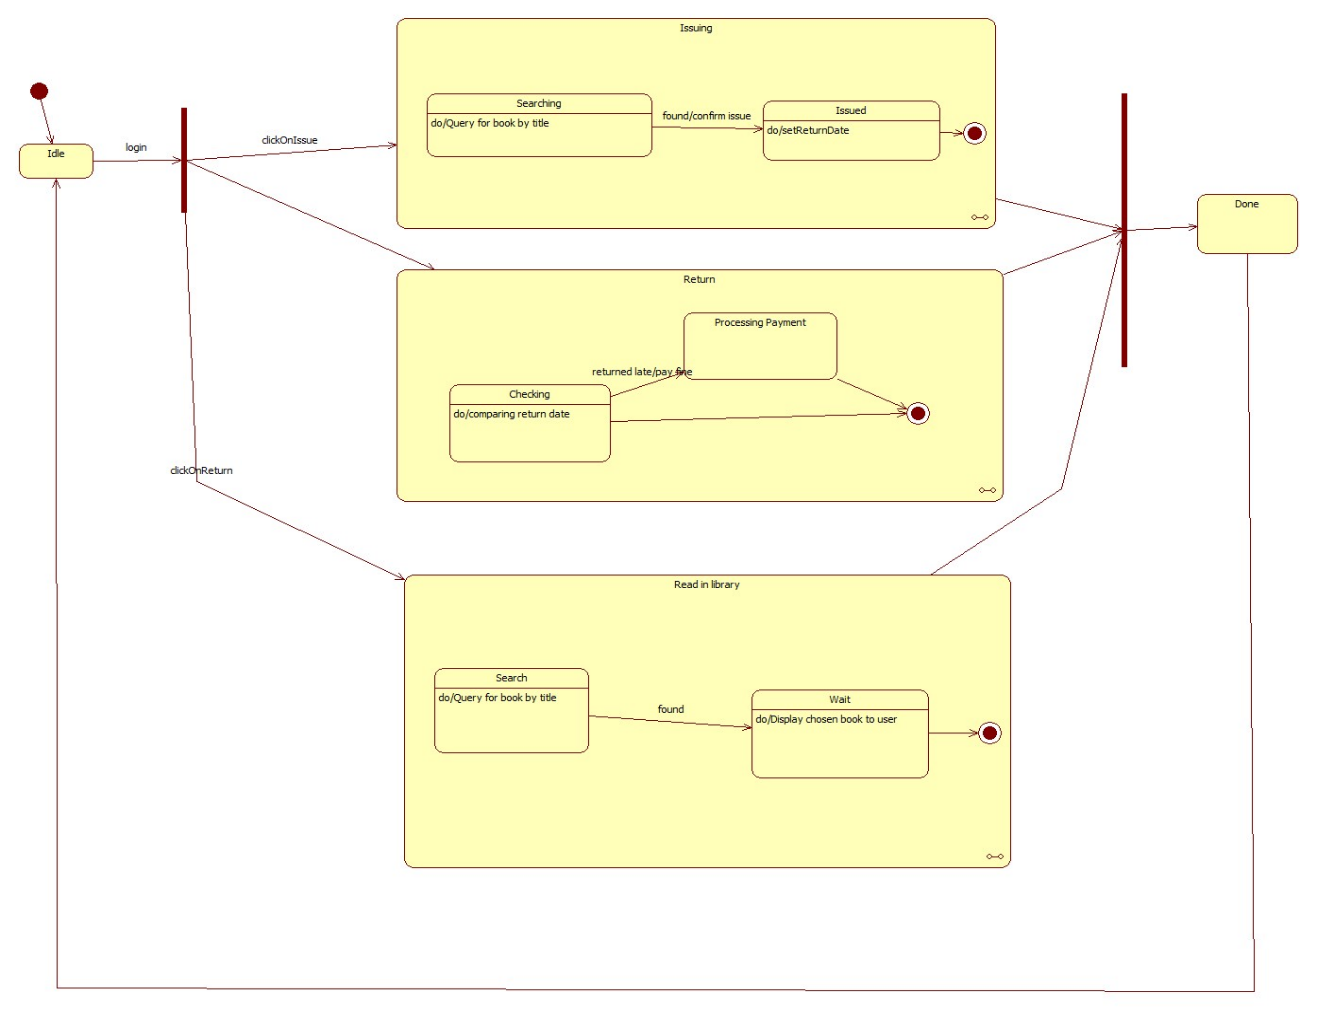 Issuing
Searching
do/Query for book by title
found/confirm issue
Issued
do/setReturnDate
Idle
login
clickOnIssue
Done
Return
Processing Payment
returned late/pay fine
Checking
do/comparing return date
clickOnReturn
Read in library
Search
do/Query for book by title
found
Wait
do/Display chosen book to user